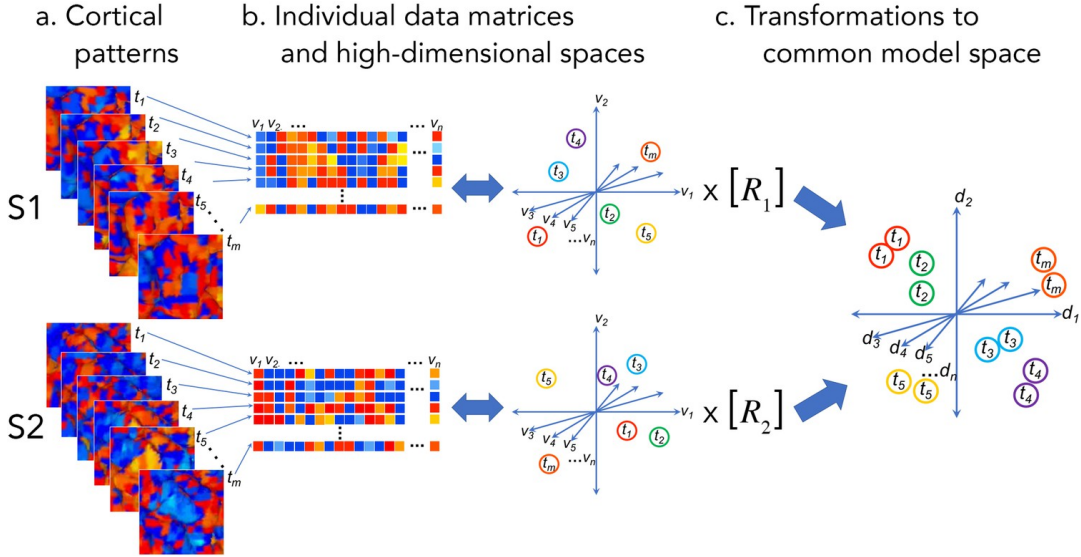 a. Cortical
patterns
b. Individual data matrices
and high-dimensional spaces
c. Transformations to
common model space
S1
t1
t2
t3
t4
t5
tm
v1 v2 ... vn
...
...
v2
t4
tm
t3
v1
v3
v4
v5
t2
t1
...vn
t5
x [R1]
S2
t1
t2
t3
t4
t5
tm
v1 v2 ... ... vn
...
...
v2
t3
t5
t4
v1
v3
v4
v5
t1
t2
tm
...vn
x [R2]
d2
t1
t1
t2
tm
t2
tm
d1
d3
d4
d5
t3
t3
...dn
t5
t5
t4
t4